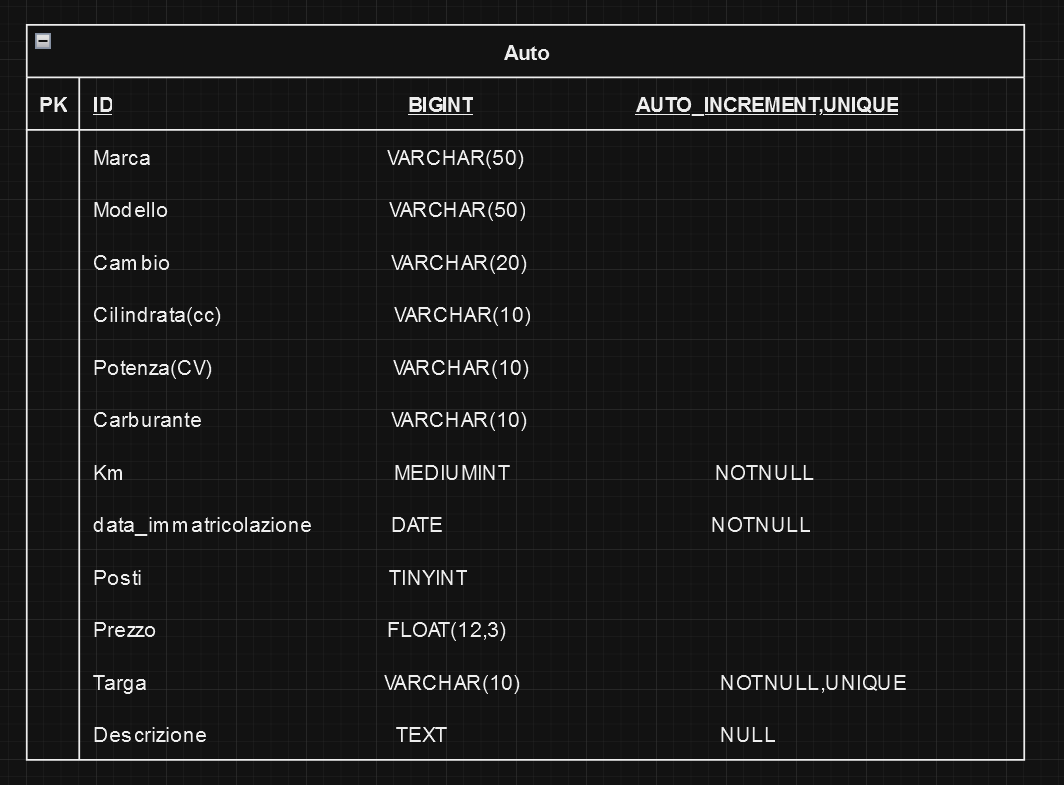 Auto
PK ID BIGINT AUTO_INCREMENT,UNIQUE
Marca VARCHAR(50)
Modello VARCHAR(50)
Cambio VARCHAR(20)
Cilindrata(cc) VARCHAR(10)
Potenza(CV) VARCHAR(10)
Carburante VARCHAR(10)
Km MEDIUMINT NOTNULL
data_immatricolazione DATE NOTNULL
Posti TINYINT
Prezzo FLOAT(12,3)
Targa VARCHAR(10) NOTNULL,UNIQUE
Descrizione TEXT NULL